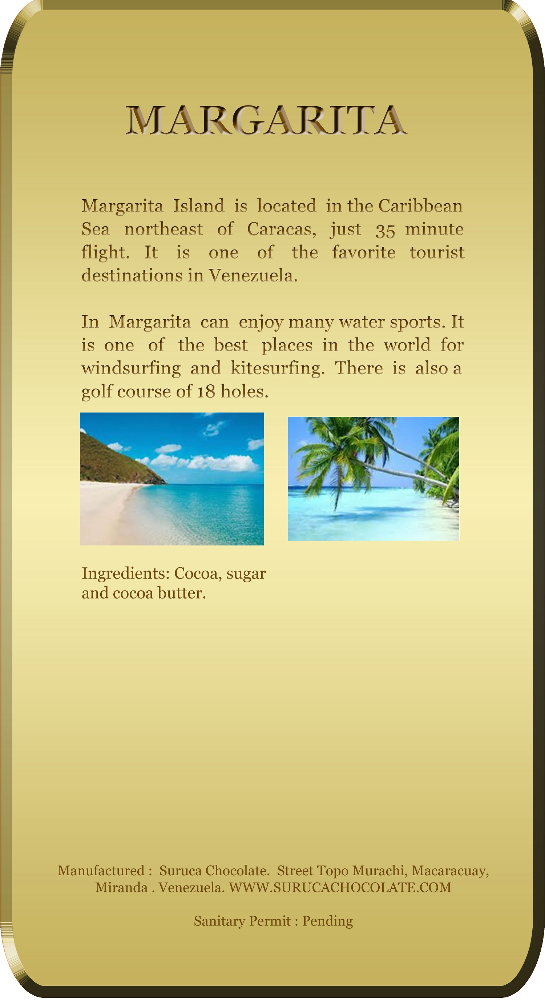 MARGARITA
Margarita Island is located in the Caribbean
Sea northeast of Caracas, just 35 minute
flight. It is one of the favorite tourist
destinations in Venezuela.
In Margarita can enjoy many water sports. It
is one of the best places in the world for
windsurfing and kitesurfing. There is also a
golf course of 18 holes.
Ingredients: Cocoa, sugar
and cocoa butter.
Manufactured : Suruca Chocolate. Street Topo Murachi, Macaracuay,
Miranda . Venezuela. WWW.SURUCACHOCOLATE.COM
Sanitary Permit : Pending